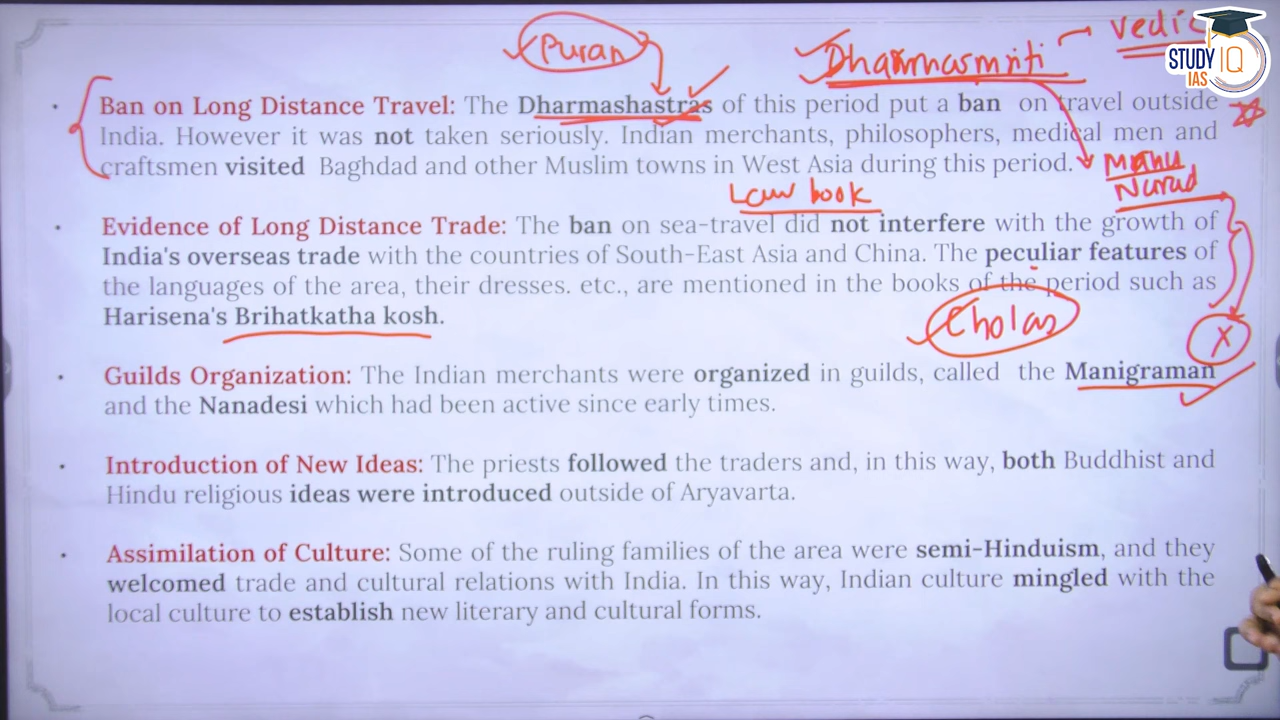 Puran
Dharmasmriti
vedic
STUDY IQ
IAS
• Ban on Long Distance Travel: The Dharmashastras of this period put a ban on travel outside
India. However it was not taken seriously. Indian merchants, philosophers, medical men and
craftsmen visited Baghdad and other Muslim towns in West Asia during this period.
Manu
Narad
Law book
• Evidence of Long Distance Trade: The ban on sea-travel did not interfere with the growth of
India's overseas trade with the countries of South-East Asia and China. The peculiar features of
the languages of the area, their dresses. etc., are mentioned in the books of the period such as
Harisena's Brihatkatha kosh.
Cholas
X
• Guilds Organization: The Indian merchants were organized in guilds, called the Manigraman
and the Nanadesi which had been active since early times.
• Introduction of New Ideas: The priests followed the traders and, in this way, both Buddhist and
Hindu religious ideas were introduced outside of Aryavarta.
• Assimilation of Culture: Some of the ruling families of the area were semi-Hinduism, and they
welcomed trade and cultural relations with India. In this way, Indian culture mingled with the
local culture to establish new literary and cultural forms.